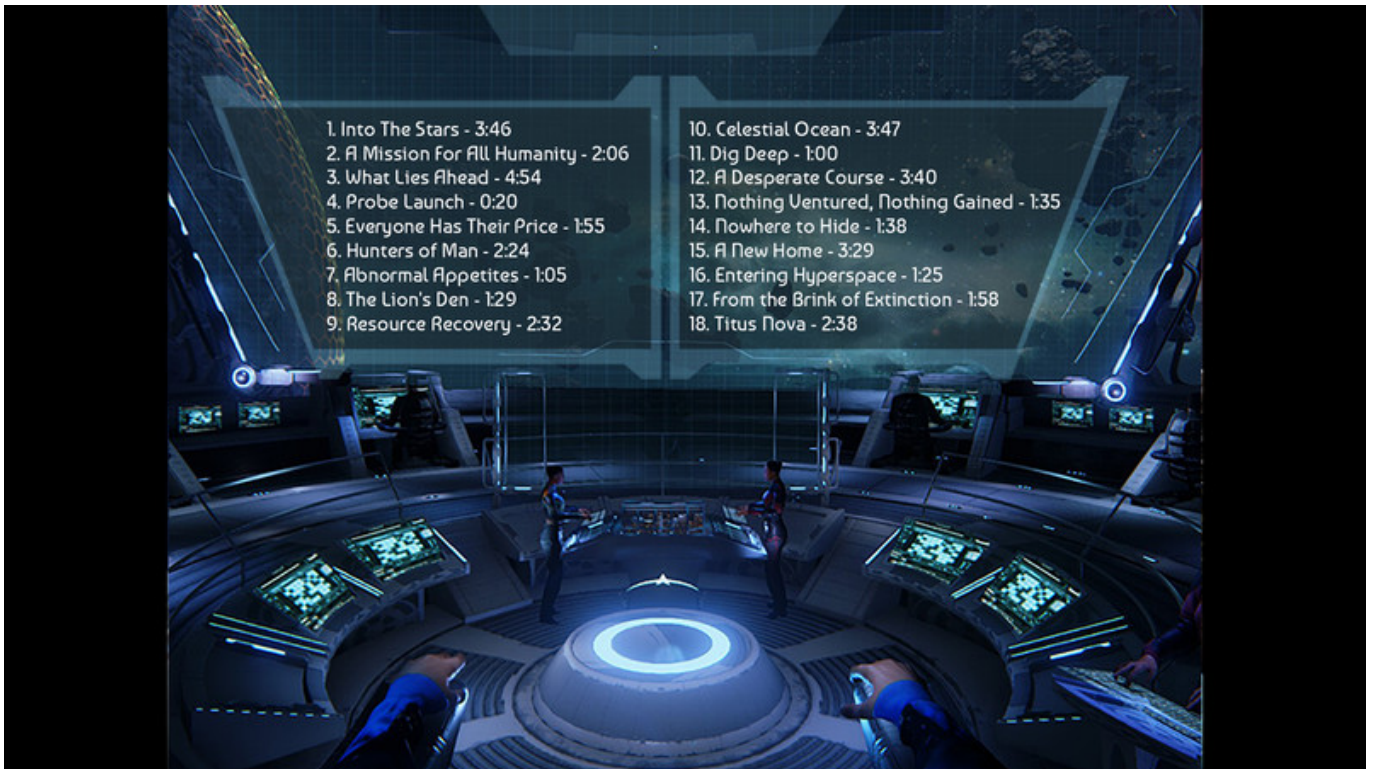 1. Into The Stars - 3:46
2. A Mission For All Humanity - 2:06
3. What Lies Ahead - 4:54
4. Probe Launch - 0:20
5. Everyone Has Their Price - 1:55
6. Hunters of Man - 2:24
7. Abnormal Appetites - 1:05
8. The Lion's Den - 1:29
9. Resource Recovery - 2:32
10. Celestial Ocean - 3:47
11. Dig Deep - 1:00
12. A Desperate Course - 3:40
13. Nothing Ventured, Nothing Gained - 1:35
14. Nowhere to Hide - 1:38
15. A New Home - 3:29
16. Entering Hyperspace - 1:25
17. From the Brink of Extinction - 1:58
18. Titus Nova - 2:38